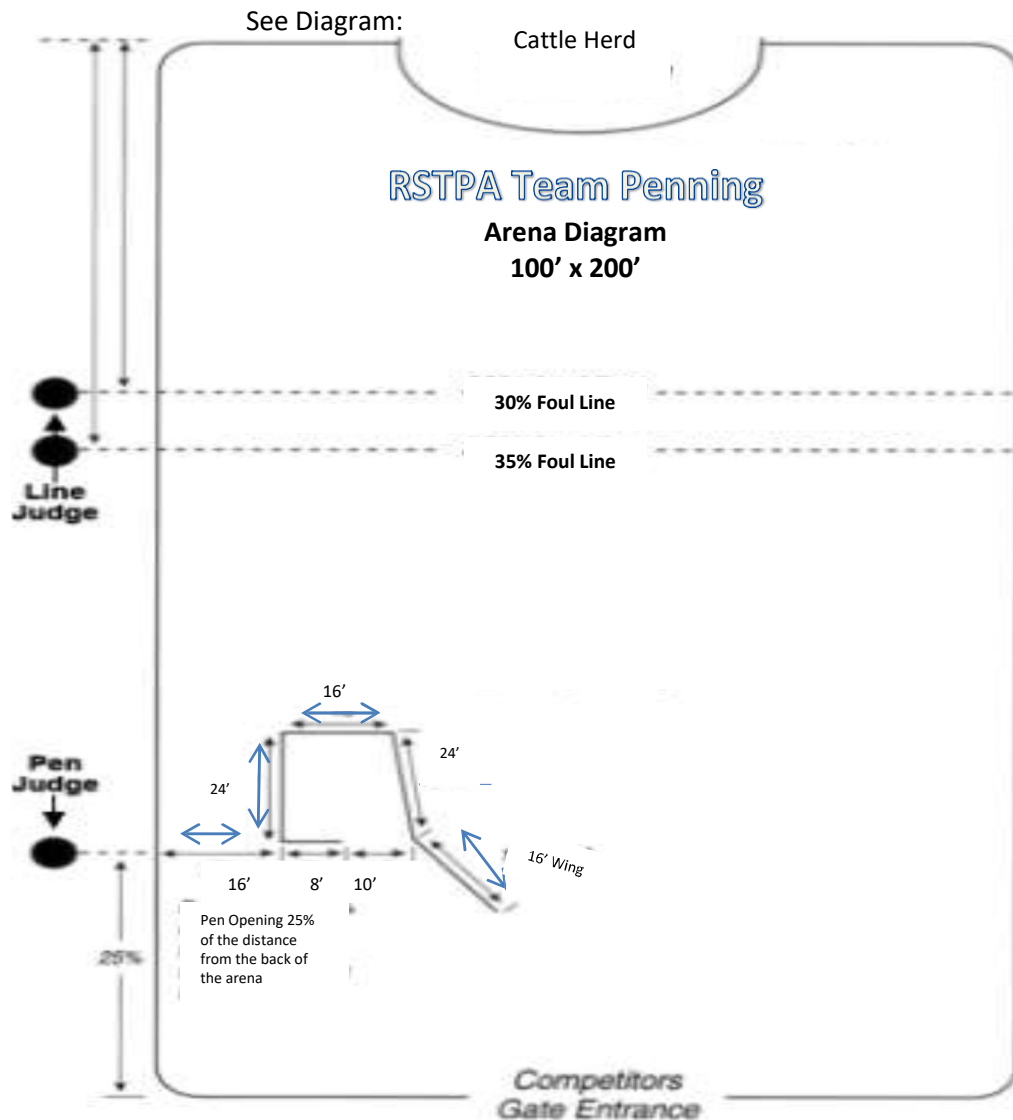 See Diagram:
Cattle Herd
RSTPA Team Penning
Arena Diagram
100’ x 200’
30% Foul Line
35% Foul Line
Line
Judge
16’
24’
Pen
Judge
24’
16’ Wing
16’
8’
10’
Pen Opening 25%
of the distance
from the back of
the arena
25%
Competitors
Gate Entrance